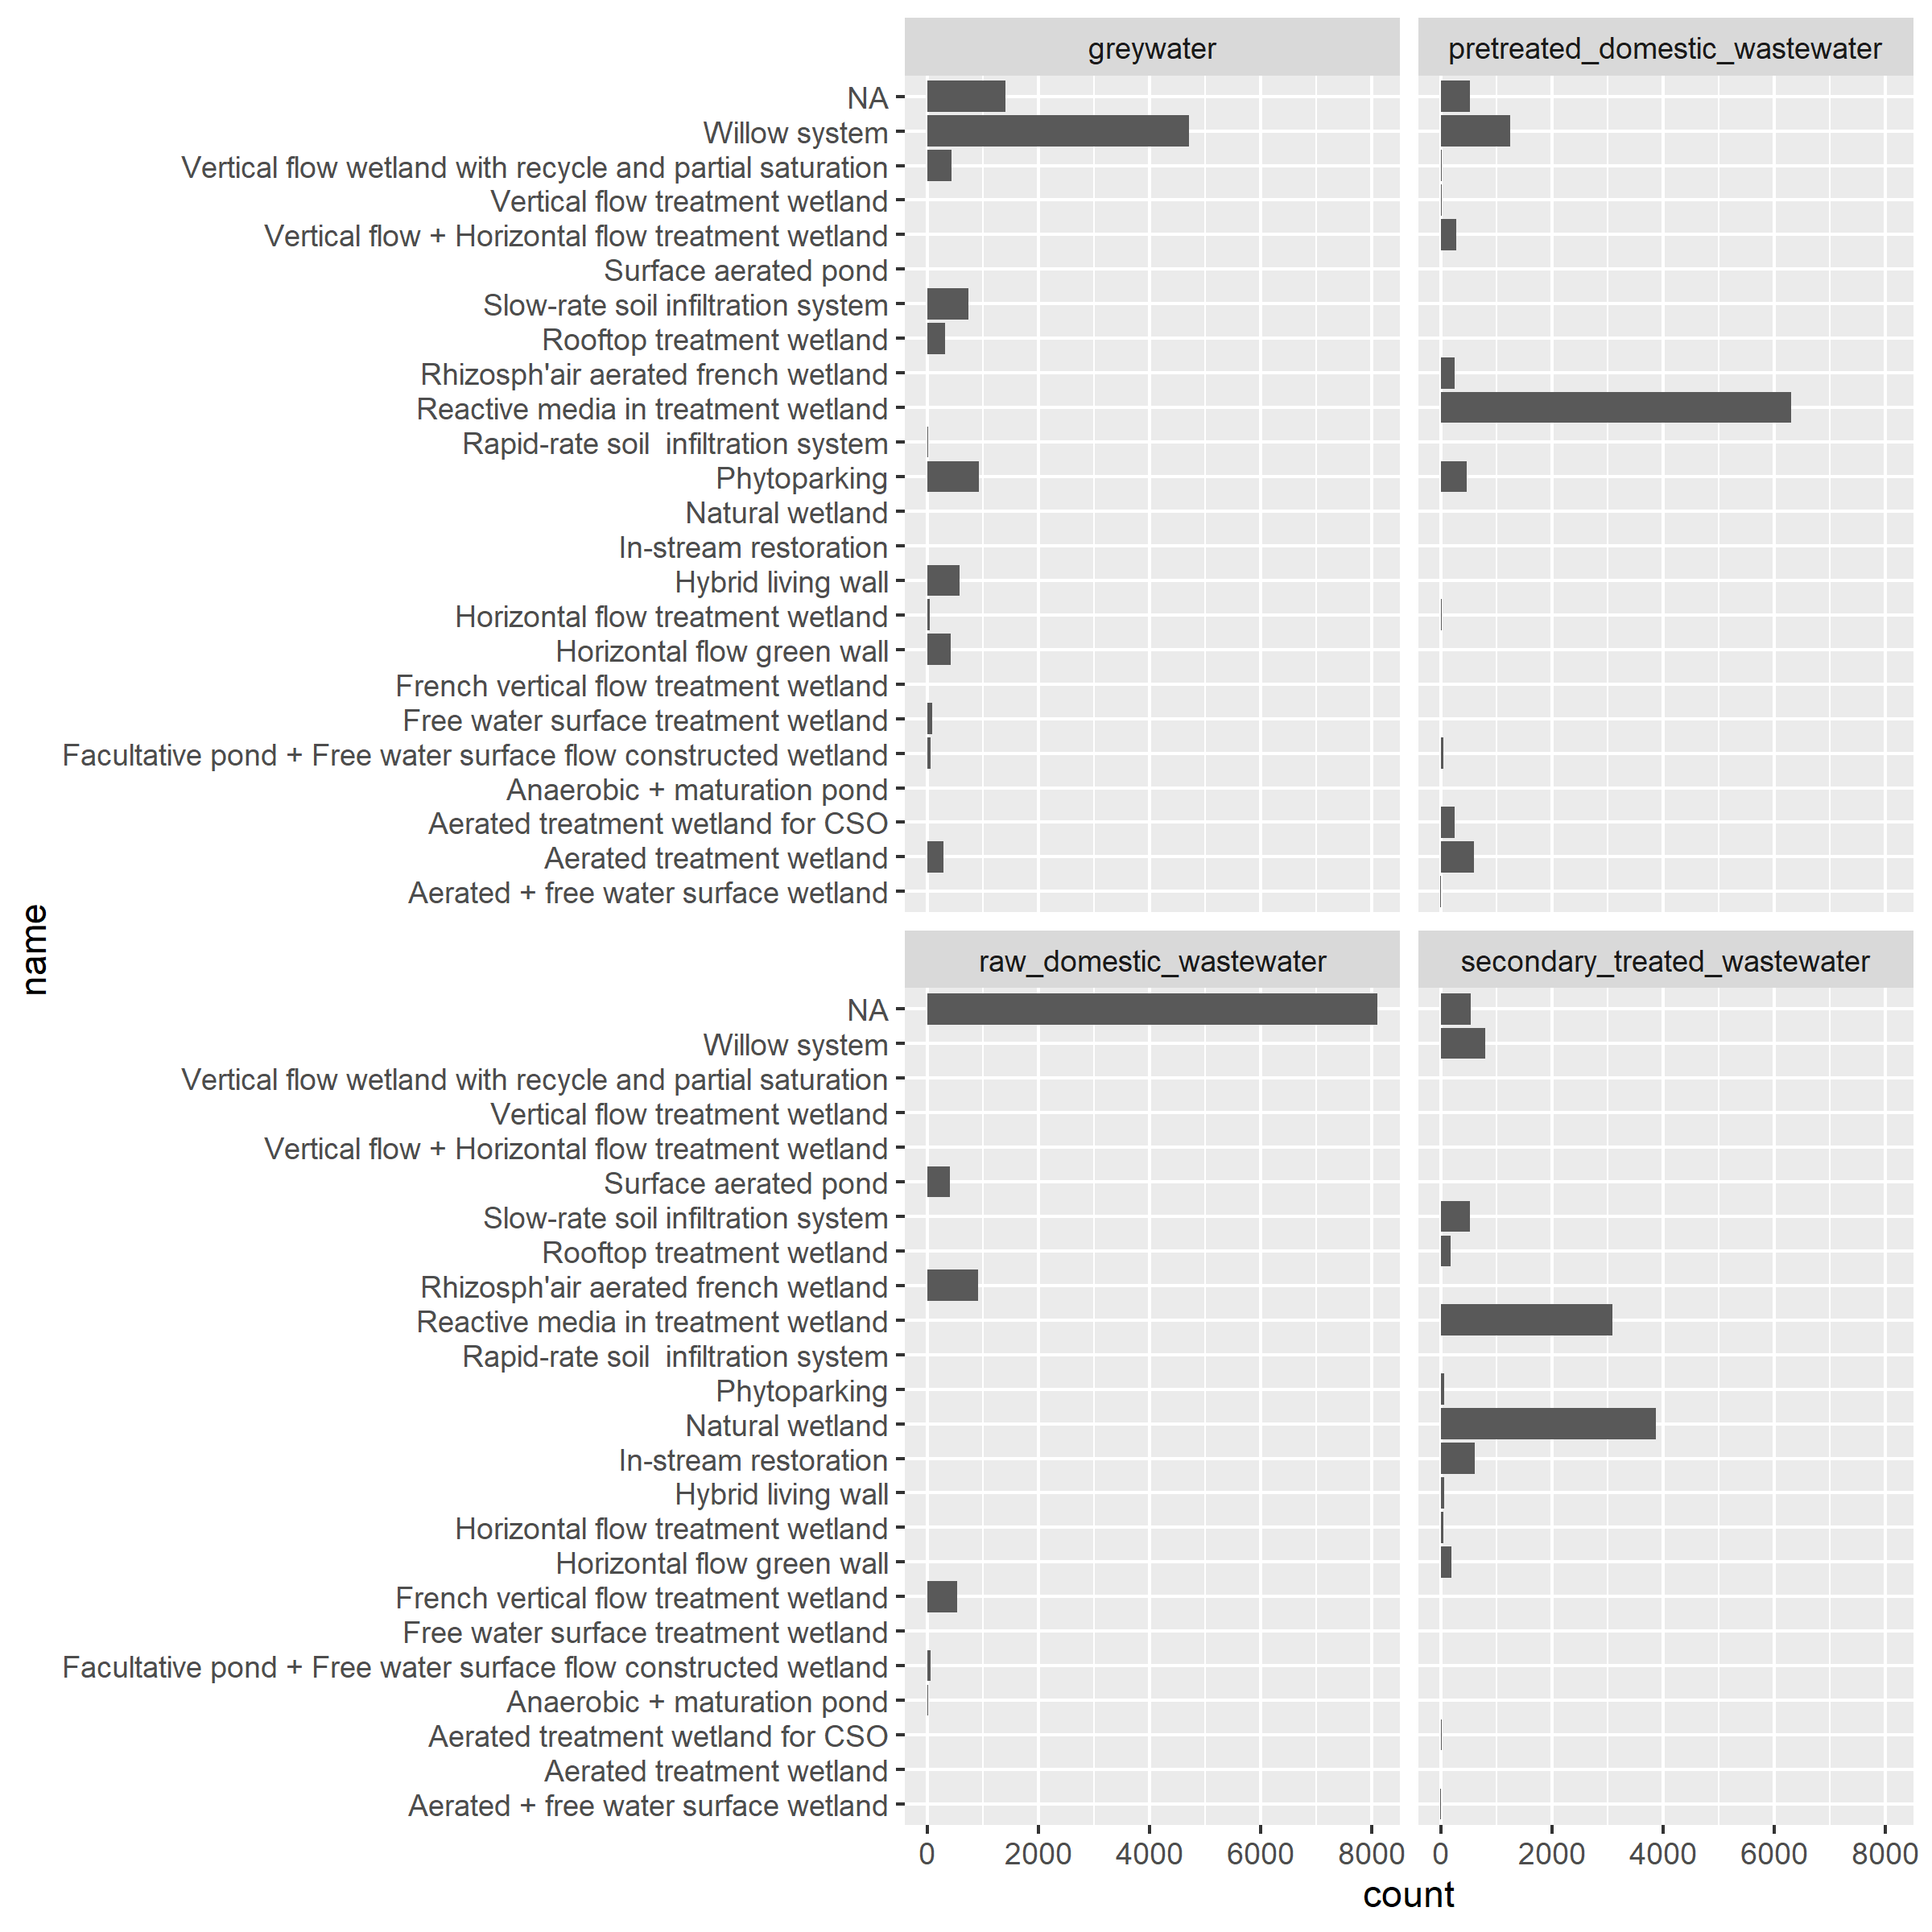 greywater
pretreated_domestic_wastewater
NA
Willow system
Vertical flow wetland with recycle and partial saturation
Vertical flow treatment wetland
Vertical flow + Horizontal flow treatment wetland
Surface aerated pond
Slow-rate soil infiltration system
Rooftop treatment wetland
Rhizosph'air aerated french wetland
Reactive media in treatment wetland
Rapid-rate soil  infiltration system
Phytoparking
Natural wetland
In-stream restoration
Hybrid living wall
Horizontal flow treatment wetland
Horizontal flow green wall
French vertical flow treatment wetland
Free water surface treatment wetland
Facultative pond + Free water surface flow constructed wetland
Anaerobic + maturation pond
Aerated treatment wetland for CSO
Aerated treatment wetland
Aerated + free water surface wetland
name
raw_domestic_wastewater
secondary_treated_wastewater
NA
Willow system
Vertical flow wetland with recycle and partial saturation
Vertical flow treatment wetland
Vertical flow + Horizontal flow treatment wetland
Surface aerated pond
Slow-rate soil infiltration system
Rooftop treatment wetland
Rhizosph'air aerated french wetland
Reactive media in treatment wetland
Rapid-rate soil  infiltration system
Phytoparking
Natural wetland
In-stream restoration
Hybrid living wall
Horizontal flow treatment wetland
Horizontal flow green wall
French vertical flow treatment wetland
Free water surface treatment wetland
Facultative pond + Free water surface flow constructed wetland
Anaerobic + maturation pond
Aerated treatment wetland for CSO
Aerated treatment wetland
Aerated + free water surface wetland
0 2000 4000 6000 8000
0 2000 4000 6000 8000
count